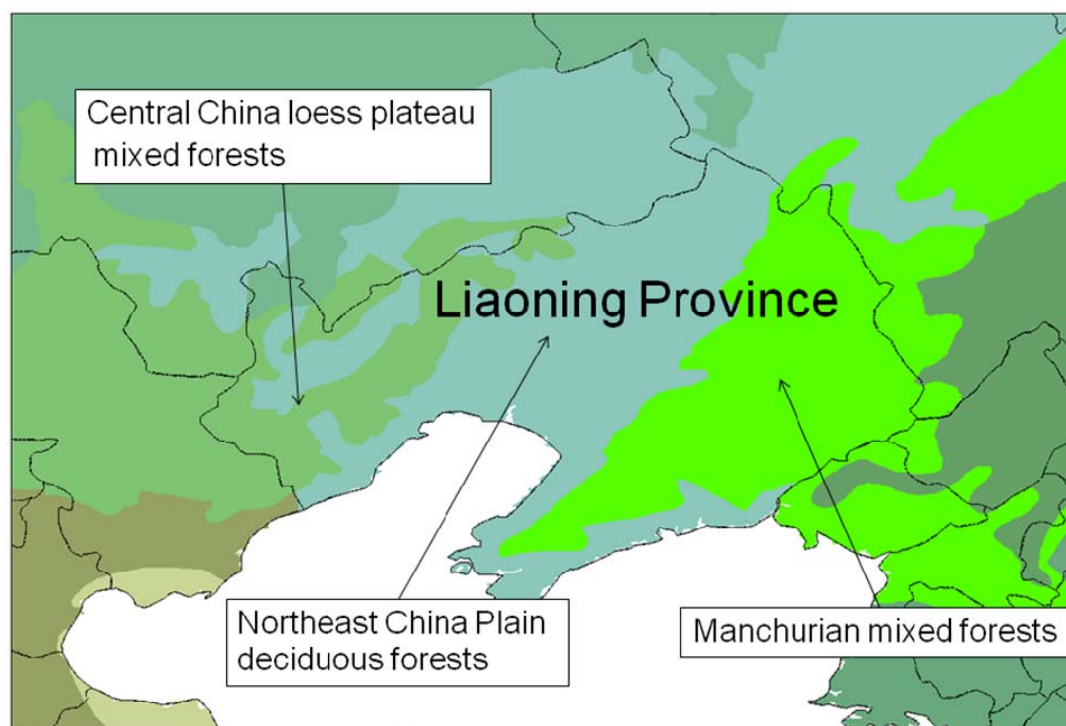 Central China loess plateau
mixed forests
Liaoning Province
Northeast China Plain
deciduous forests
Manchurian mixed forests